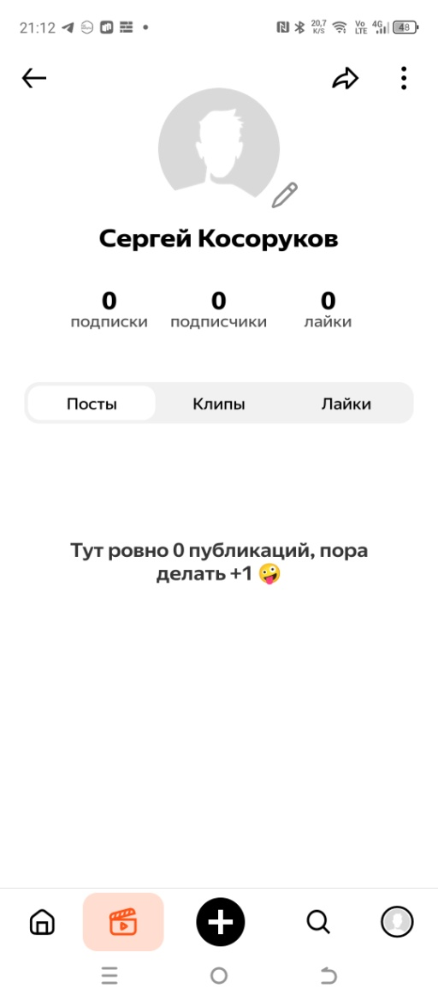 21:12
20,7 K/S
Vo LTE
4G
48
Сергей Косоруков
0 0 0
подписки подписчики лайки
Посты Клипы Лайки
Тут ровно 0 публикаций, пора
делать +1 🤪